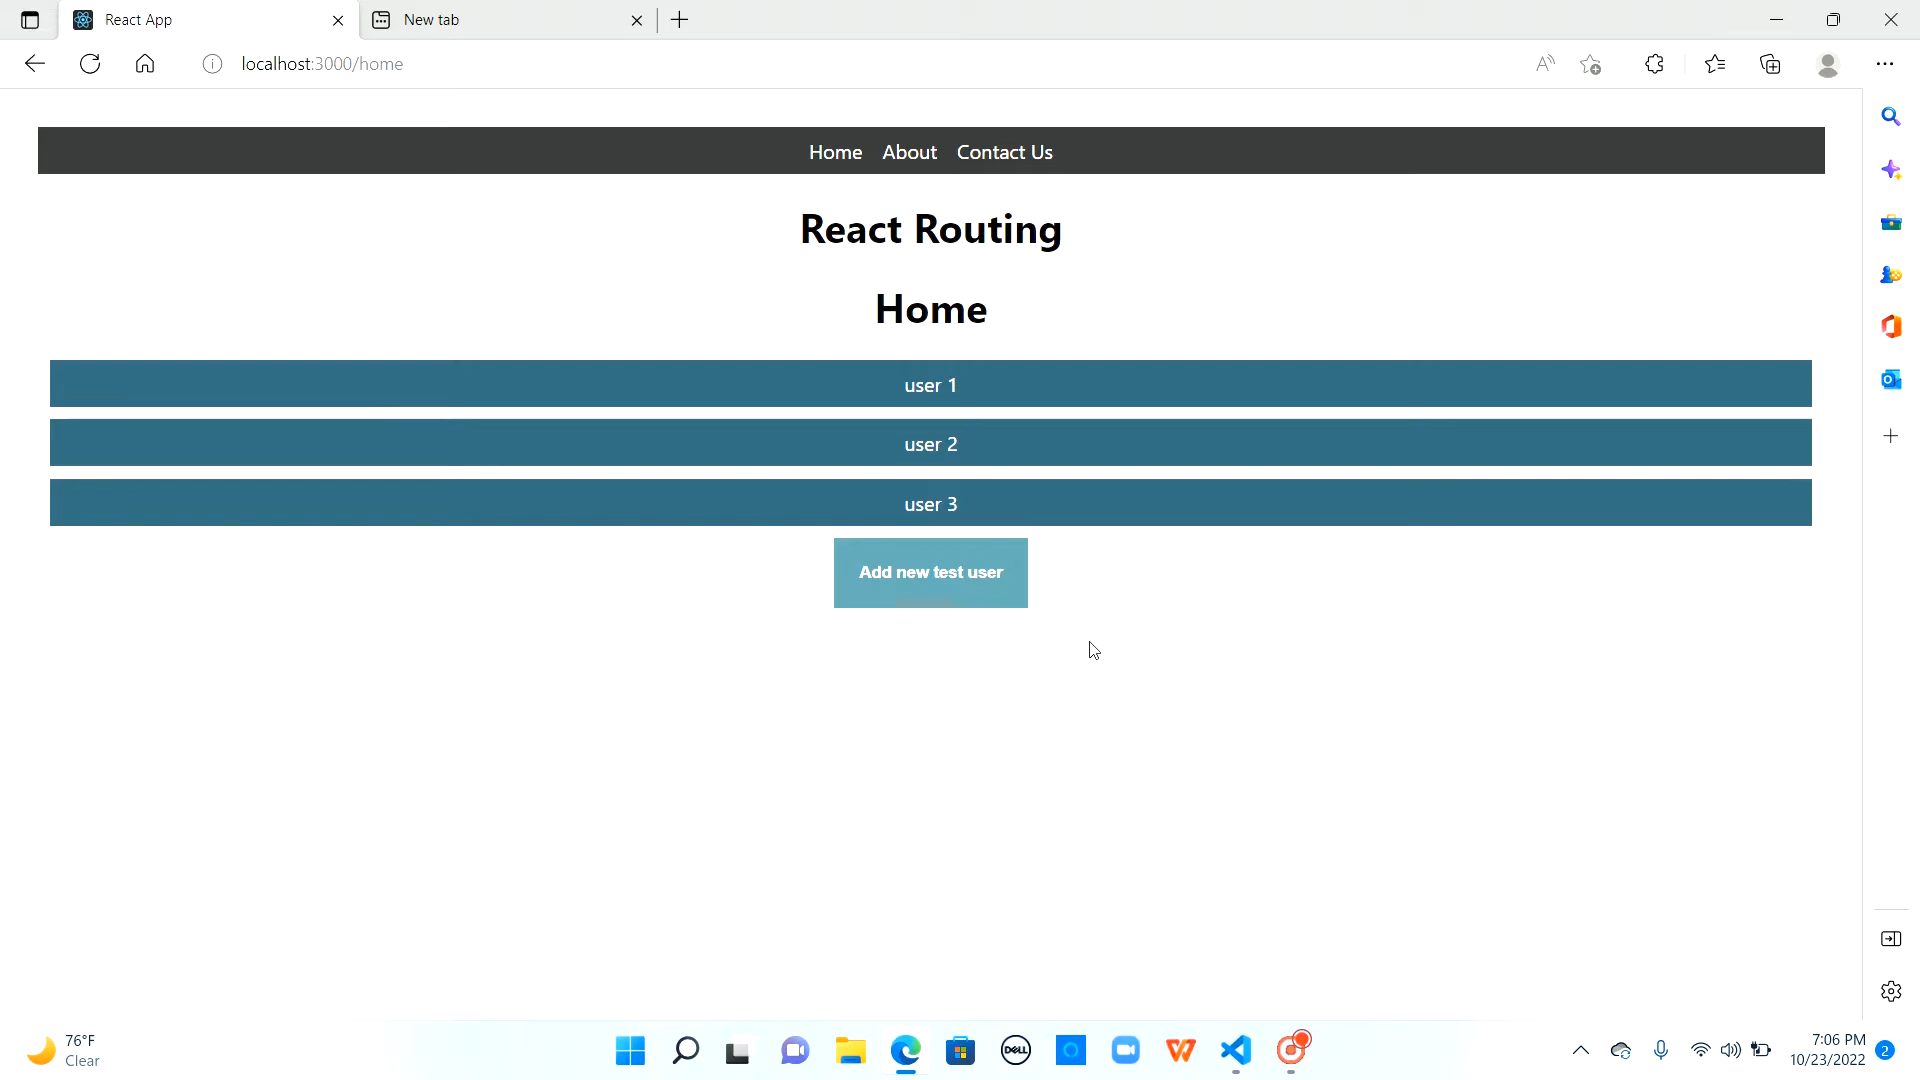 React App
New tab
localhost:3000/home
Home About Contact Us
React Routing
Home
user 1
user 2
user 3
Add new test user
76°F
Clear
DELL
7:06 PM
10/23/2022
2